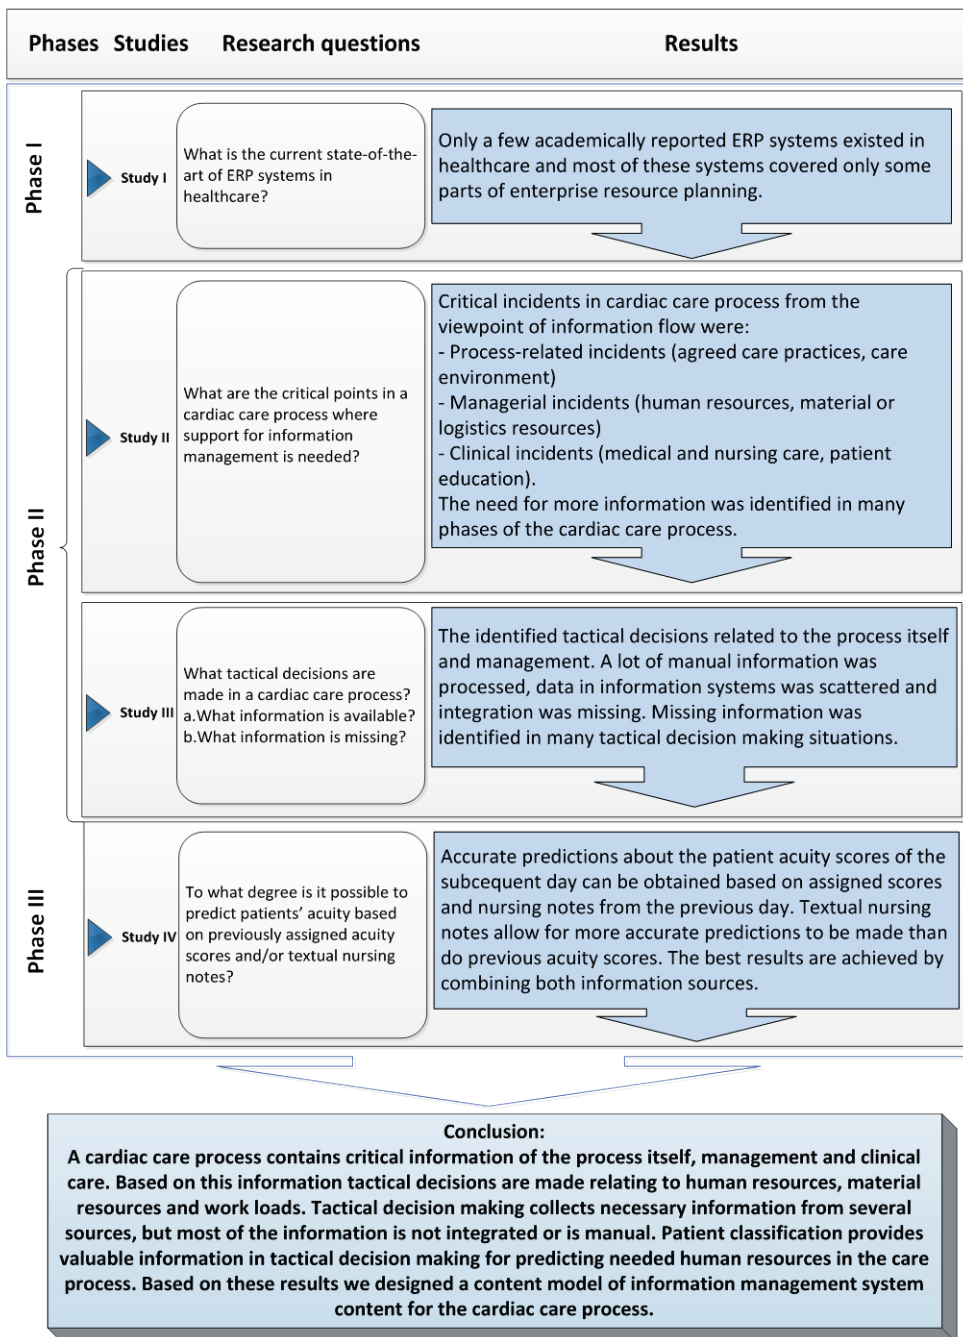 Phases Studies Research questions Results
Phase I
Study I
What is the current state-of-the-
art of ERP systems in
healthcare?
Only a few academically reported ERP systems existed in
healthcare and most of these systems covered only some
parts of enterprise resource planning.
Phase II
Study II
What are the critical points in a
cardiac care process where
support for information
management is needed?
Critical incidents in cardiac care process from the
viewpoint of information flow were:
- Process-related incidents (agreed care practices, care
environment)
- Managerial incidents (human resources, material or
logistics resources)
- Clinical incidents (medical and nursing care, patient
education).
The need for more information was identified in many
phases of the cardiac care process.
Study III
What tactical decisions are
made in a cardiac care process?
a.What information is available?
b.What information is missing?
The identified tactical decisions related to the process itself
and management. A lot of manual information was
processed, data in information systems was scattered and
integration was missing. Missing information was
identified in many tactical decision making situations.
Phase III
Study IV
To what degree is it possible to
predict patients’ acuity based
on previously assigned acuity
scores and/or textual nursing
notes?
Accurate predictions about the patient acuity scores of the
subcequent day can be obtained based on assigned scores
and nursing notes from the previous day. Textual nursing
notes allow for more accurate predictions to be made than
do previous acuity scores. The best results are achieved by
combining both information sources.
Conclusion:
A cardiac care process contains critical information of the process itself, management and clinical
care. Based on this information tactical decisions are made relating to human resources, material
resources and work loads. Tactical decision making collects necessary information from several
sources, but most of the information is not integrated or is manual. Patient classification provides
valuable information in tactical decision making for predicting needed human resources in the care
process. Based on these results we designed a content model of information management system
content for the cardiac care process.